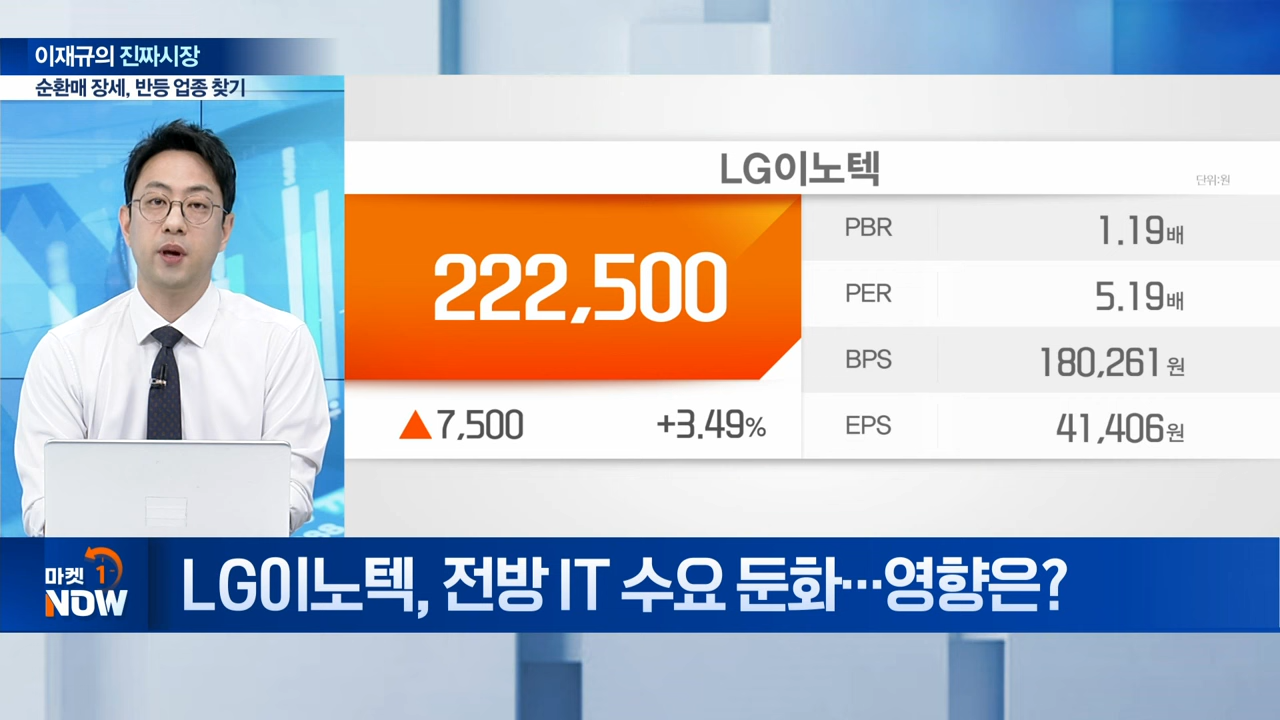 이재규의 진짜시장
순환매 장세, 반등 업종 찾기
LG이노텍
단위:원
222,500
▲7,500 +3.49%
PBR 1.19배
PER 5.19배
BPS 180,261원
EPS 41,406원
마켓 1
NOW
LG이노텍, 전방 IT 수요 둔화…영향은?